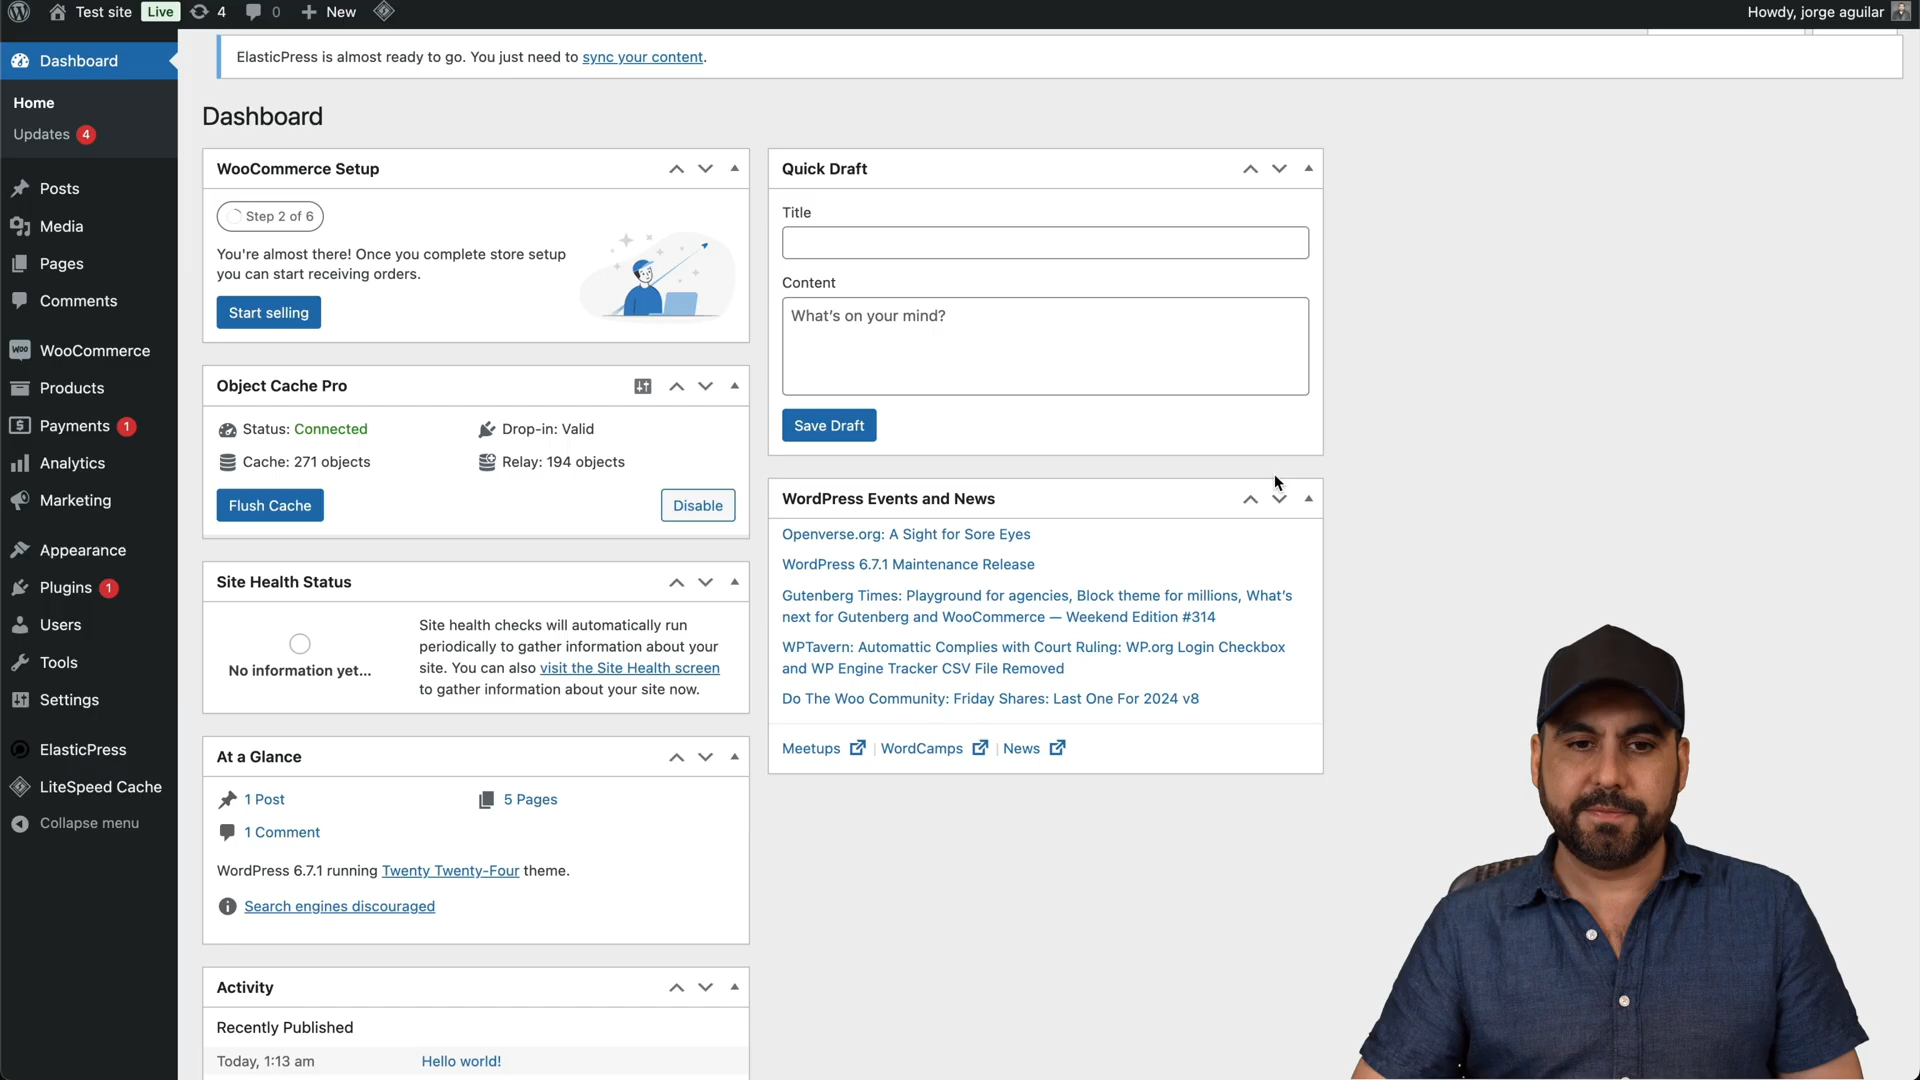 Test site Live 4 0 New
Howdy, jorge aguilar
ElasticPress is almost ready to go. You just need to sync your content.
Dashboard
Home
Updates 4
Posts
Media
Pages
Comments
WOO WooCommerce
Products
Payments 1
Analytics
Marketing
Appearance
Plugins 1
Users
Tools
Settings
ElasticPress
LiteSpeed Cache
Collapse menu
Dashboard
WooCommerce Setup
Step 2 of 6
You're almost there! Once you complete store setup
you can start receiving orders.
Start selling
Object Cache Pro
Status: Connected
Drop-in: Valid
Cache: 271 objects
Relay: 194 objects
Flush Cache
Disable
Site Health Status
No information yet...
Site health checks will automatically run
periodically to gather information about your
site. You can also visit the Site Health screen
to gather information about your site now.
At a Glance
1 Post
5 Pages
1 Comment
WordPress 6.7.1 running Twenty Twenty-Four theme.
Search engines discouraged
Activity
Recently Published
Today, 1:13 am
Hello world!
Quick Draft
Title
Content
What's on your mind?
Save Draft
WordPress Events and News
Openverse.org: A Sight for Sore Eyes
WordPress 6.7.1 Maintenance Release
Gutenberg Times: Playground for agencies, Block theme for millions, What's
next for Gutenberg and WooCommerce — Weekend Edition #314
WPTavern: Automattic Complies with Court Ruling: WP.org Login Checkbox
and WP Engine Tracker CSV File Removed
Do The Woo Community: Friday Shares: Last One For 2024 v8
Meetups | WordCamps | News